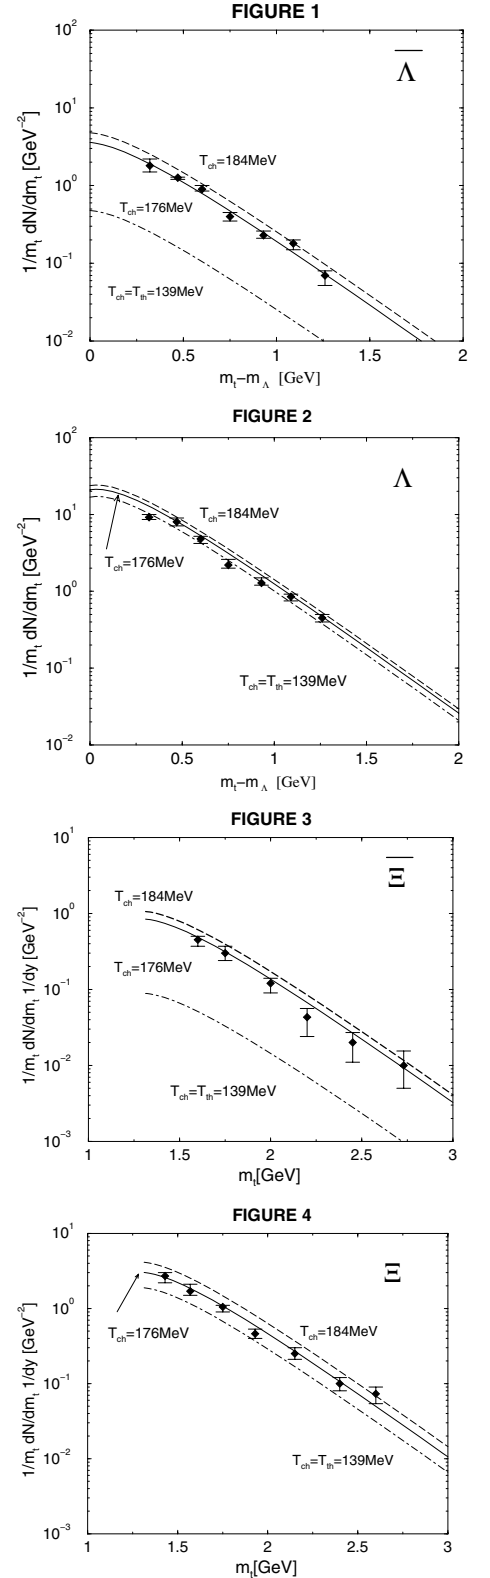 FIGURE 1
1/m_t dN/dm_t [GeV^−2]
10^2
10^1
10^0
10^−1
10^−2
Λ̅
T_ch=184MeV
T_ch=176MeV
T_ch=T_th=139MeV
0 0.5 1 1.5 2
m_t−m_Λ [GeV]
FIGURE 2
1/m_t dN/dm_t [GeV^−2]
10^2
10^1
10^0
10^−1
10^−2
Λ
T_ch=184MeV
T_ch=176MeV
T_ch=T_th=139MeV
0 0.5 1 1.5 2
m_t−m_Λ [GeV]
FIGURE 3
1/m_t dN/dm_t 1/dy [GeV^−2]
10^1
10^0
10^−1
10^−2
10^−3
Ξ̅
T_ch=184MeV
T_ch=176MeV
T_ch=T_th=139MeV
1 1.5 2 2.5 3
m_t[GeV]
FIGURE 4
1/m_t dN/dm_t 1/dy [GeV^−2]
10^1
10^0
10^−1
10^−2
10^−3
Ξ
T_ch=176MeV
T_ch=184MeV
T_ch=T_th=139MeV
1 1.5 2 2.5 3
m_t[GeV]